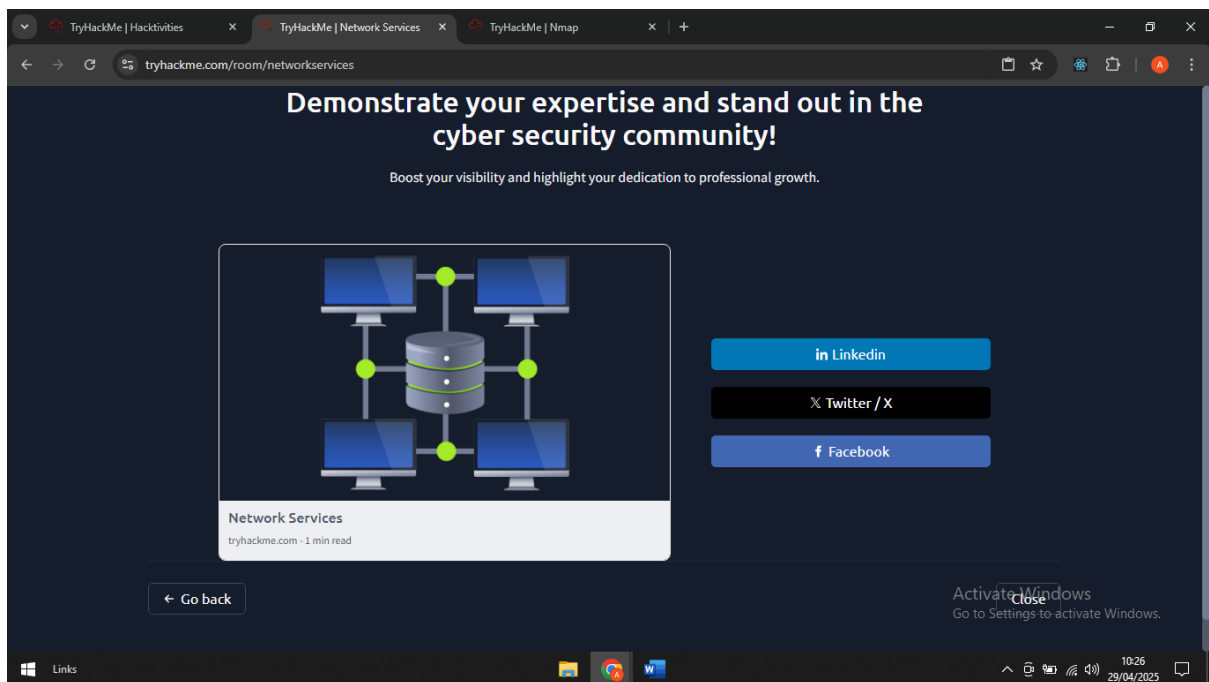 TryHackMe | Hacktivities
TryHackMe | Network Services
TryHackMe | Nmap
tryhackme.com/room/networkservices
A
Demonstrate your expertise and stand out in the
cyber security community!
Boost your visibility and highlight your dedication to professional growth.
in Linkedin
X Twitter / X
f Facebook
Network Services
tryhackme.com - 1 min read
← Go back
Close
Activate Windows
Go to Settings to activate Windows.
Links
A
W
10:26
29/04/2025